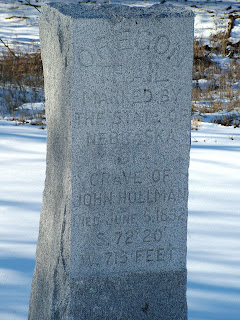 OREGON
TRAIL
MARKED BY
THE STATE OF
NEBRASKA
GRAVE OF
JOHN HOLLMAN
DIED JUNE 5, 1852
S. 72° 20'
W. 713 FEET